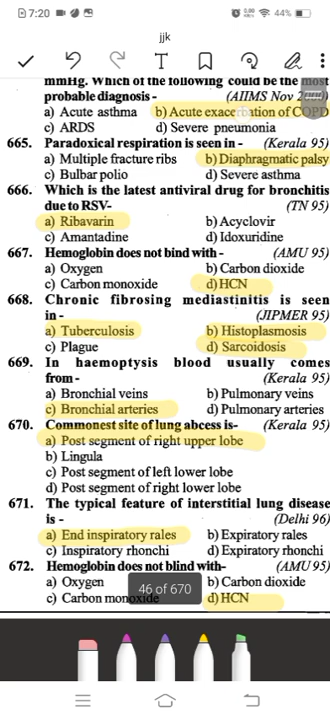 7:20
0.00
KB/s
44%
jjk
T
mmHg. Which of the following could be the most
probable diagnosis - (AIIMS Nov 2000)
a) Acute asthma b) Acute exacerbation of COPD
c) ARDS d) Severe pneumonia
665. Paradoxical respiration is seen in - (Kerala 95)
a) Multiple fracture ribs b) Diaphragmatic palsy
c) Bulbar polio d) Severe asthma
666. Which is the latest antiviral drug for bronchitis
due to RSV- (TN 95)
a) Ribavarin b) Acyclovir
c) Amantadine d) Idoxuridine
667. Hemoglobin does not bind with - (AMU 95)
a) Oxygen b) Carbon dioxide
c) Carbon monoxide d) HCN
668. Chronic fibrosing mediastinitis is seen
in - (JIPMER 95)
a) Tuberculosis b) Histoplasmosis
c) Plague d) Sarcoidosis
669. In haemoptysis blood usually comes
from - (Kerala 95)
a) Bronchial veins b) Pulmonary veins
c) Bronchial arteries d) Pulmonary arteries
670. Commonest site of lung abcess is- (Kerala 95)
a) Post segment of right upper lobe
b) Lingula
c) Post segment of left lower lobe
d) Post segment of right lower lobe
671. The typical feature of interstitial lung disease
is - (Delhi 96)
a) End inspiratory rales b) Expiratory rales
c) Inspiratory rhonchi d) Expiratory rhonchi
672. Hemoglobin does not bind with- (AMU 95)
a) Oxygen b) Carbon dioxide
c) Carbon monoxide d) HCN
46 of 670